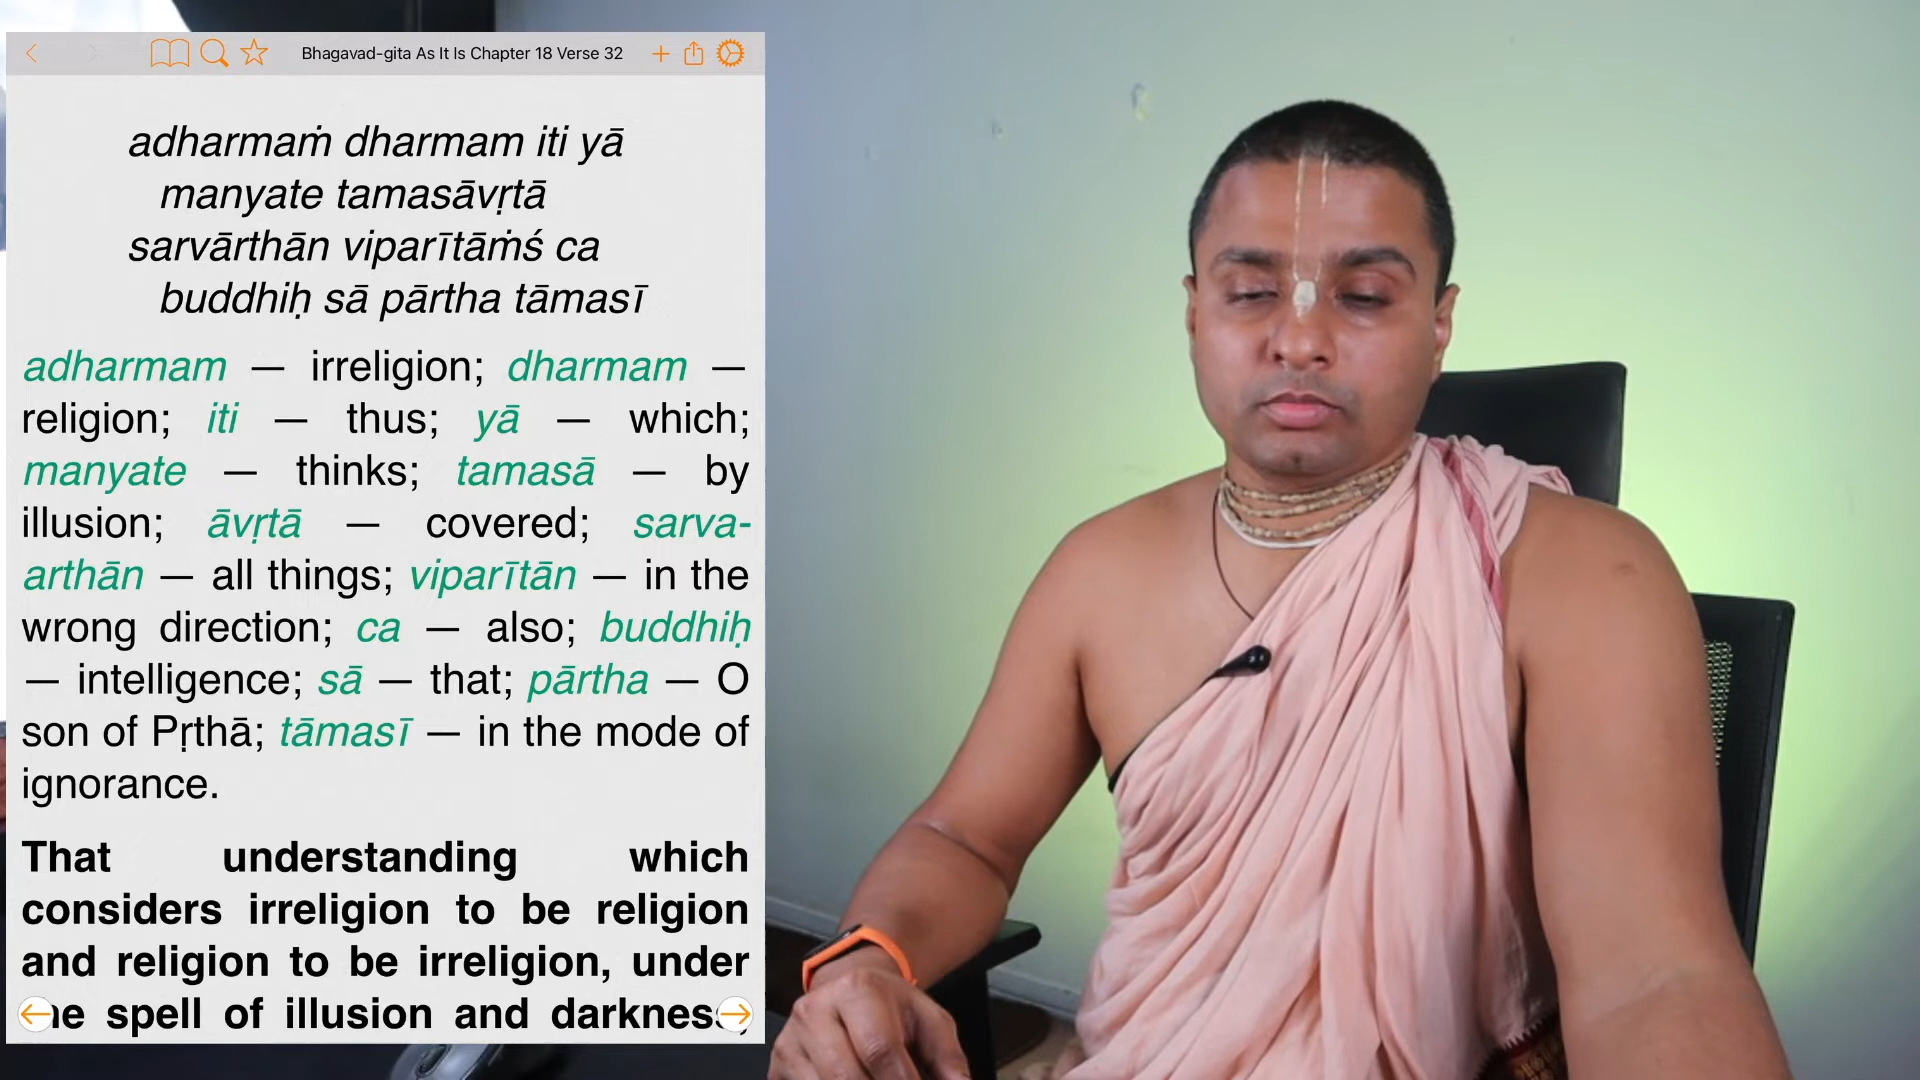 Bhagavad-gita As It Is Chapter 18 Verse 32
adharmaṁ dharmam iti yā
manyate tamasāvṛtā
sarvārthān viparītāṁś ca
buddhiḥ sā pārtha tāmasī
adharmam — irreligion; dharmam —
religion; iti — thus; yā — which;
manyate — thinks; tamasā — by
illusion; āvṛtā — covered; sarva-
arthān — all things; viparītān — in the
wrong direction; ca — also; buddhiḥ
— intelligence; sā — that; pārtha — O
son of Pṛthā; tāmasī — in the mode of
ignorance.
That understanding which
considers irreligion to be religion
and religion to be irreligion, under
spell of illusion and darkness,